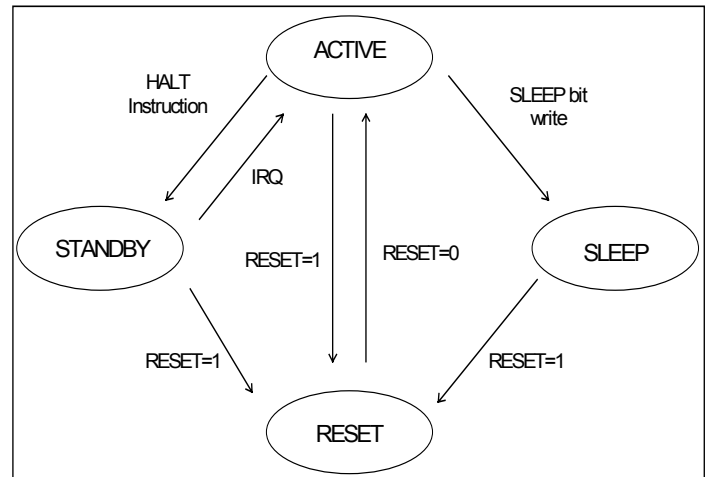 ACTIVE
HALT
Instruction
SLEEP bit
write
IRQ
STANDBY
RESET=1
RESET=0
SLEEP
RESET=1
RESET=1
RESET